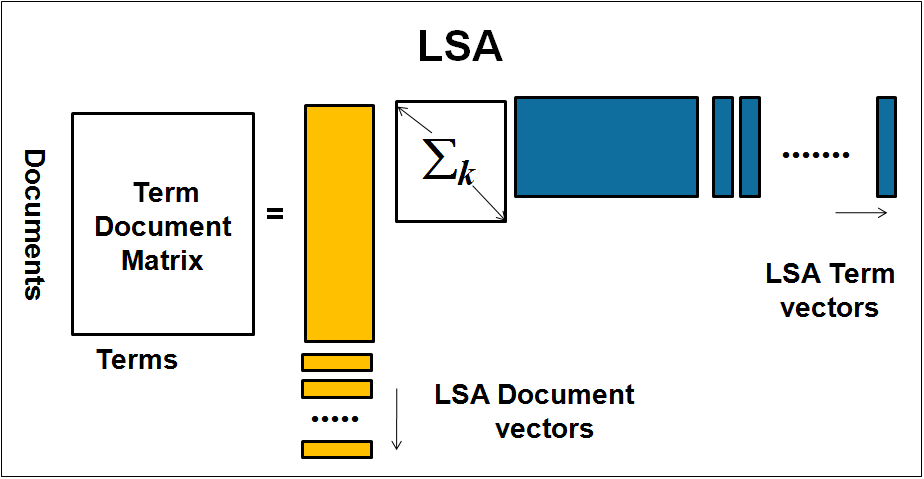 LSA
Documents
Term
Document
Matrix
=
Σk
.......
LSA Term
vectors
Terms
.....
LSA Document
vectors